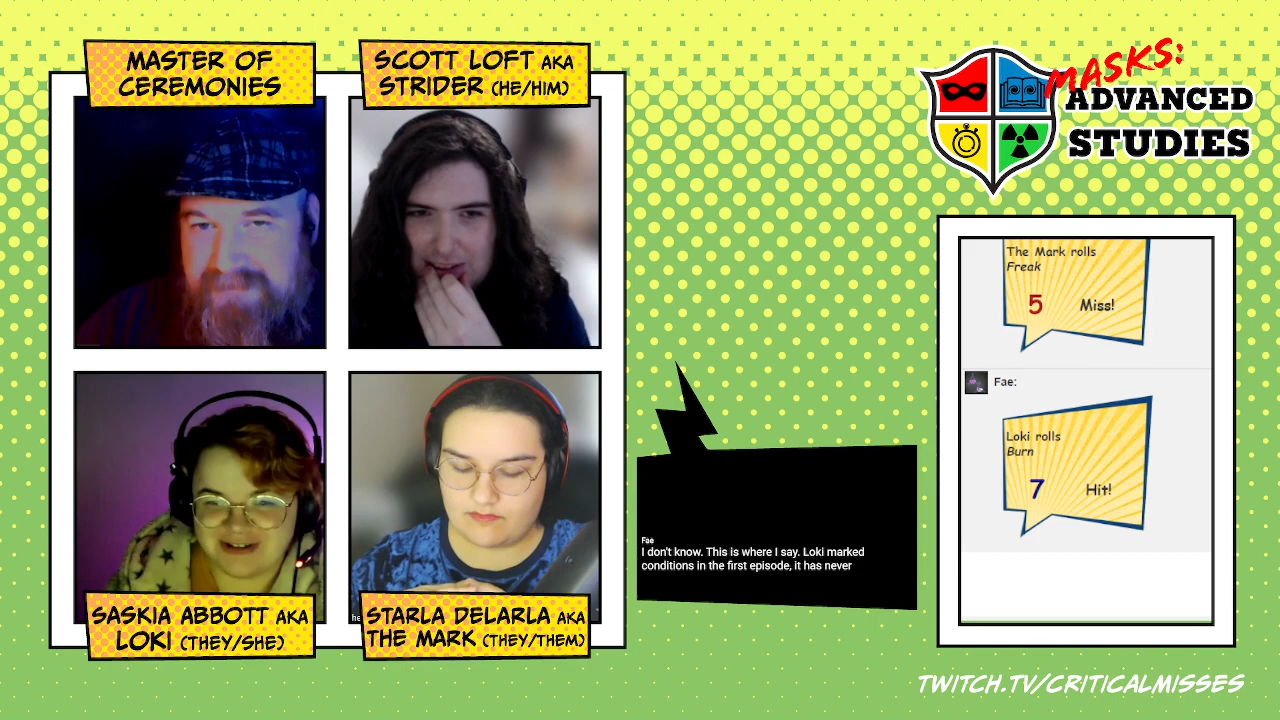 MASTER OF
CEREMONIES
SCOTT LOFT AKA
STRIDER (HE/HIM)
MASKS:
ADVANCED
STUDIES
The Mark rolls
Freak
5 Miss!
Fae:
Loki rolls
Burn
7 Hit!
Fae
I don't know. This is where I say. Loki marked
conditions in the first episode, it has never
SASKIA ABBOTT AKA
LOKI (THEY/SHE)
he
STARLA DELARLA AKA
THE MARK (THEY/THEM)
TWITCH.TV/CRITICALMISSES